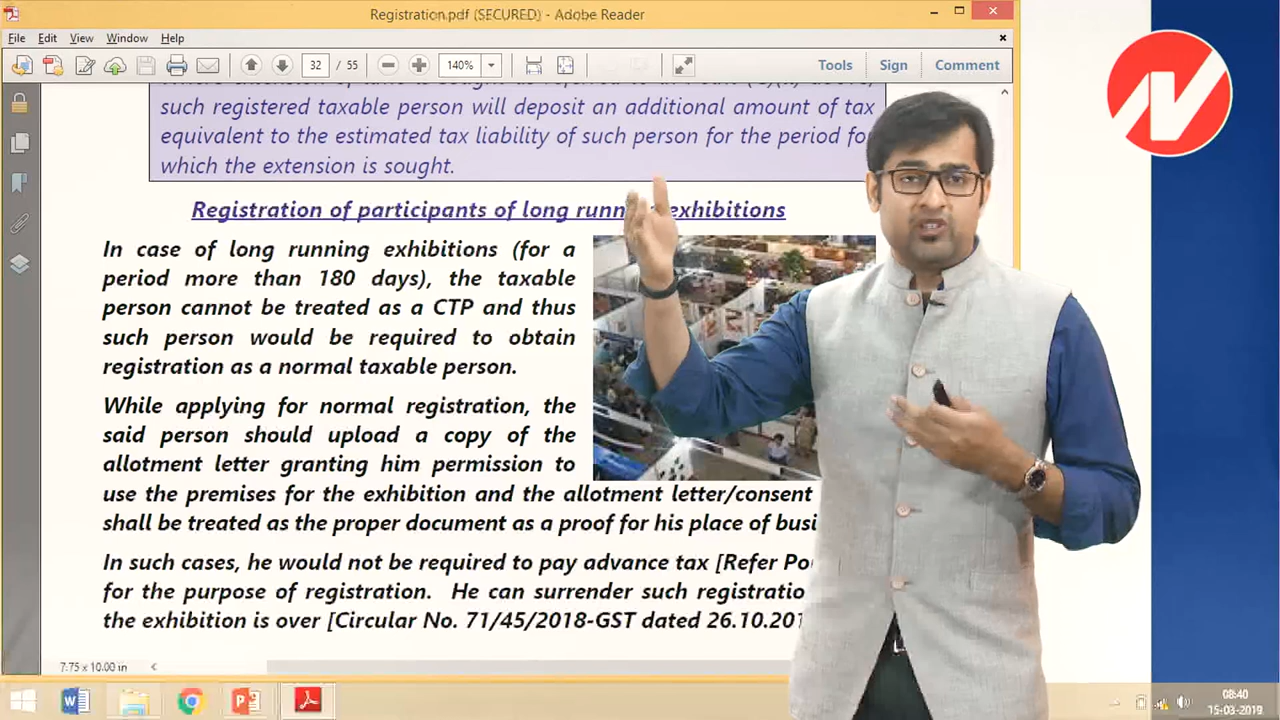 Registration.pdf (SECURED) - Adobe Reader
File Edit View Window Help
32 / 55 140% Tools Sign Comment
such registered taxable person will deposit an additional amount of tax
equivalent to the estimated tax liability of such person for the period for
which the extension is sought.
Registration of participants of long exhibitions
In case of long running exhibitions (for a
period more than 180 days), the taxable
person cannot be treated as a CTP and thus
such person would be required to obtain
registration as a normal taxable person.
While applying for normal registration, the
said person should upload a copy of the
allotment letter granting him permission to
use the premises for the exhibition and the allotment letter/consent
shall be treated as the proper document as a proof for his place of busi
In such cases, he would not be required to pay advance tax [Refer
for the purpose of registration. He can surrender such registratio
the exhibition is over [Circular No. 71/45/2018-GST dated 26.10.201
7.75 x 10.00 in
08:40
15-03-2019